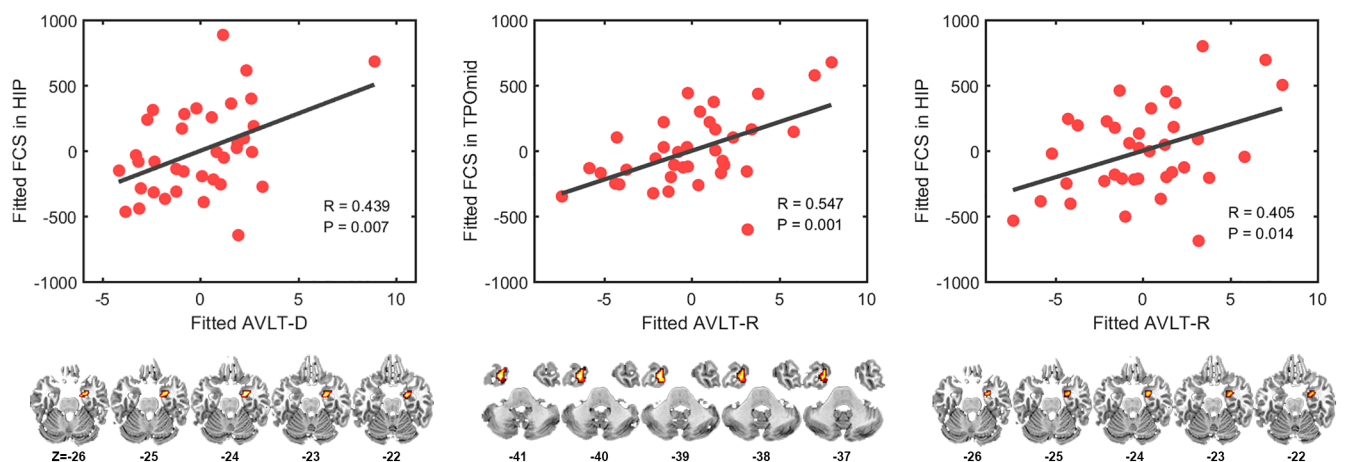 1000
500
0
-500
-1000
Fitted FCS in HIP
R = 0.439
P = 0.007
-5 0 5 10
Fitted AVLT-D
Z=-26 -25 -24 -23 -22
1000
500
0
-500
-1000
Fitted FCS in TPOmid
R = 0.547
P = 0.001
-5 0 5 10
Fitted AVLT-R
-41 -40 -39 -38 -37
1000
500
0
-500
-1000
Fitted FCS in HIP
R = 0.405
P = 0.014
-5 0 5 10
Fitted AVLT-R
-26 -25 -24 -23 -22